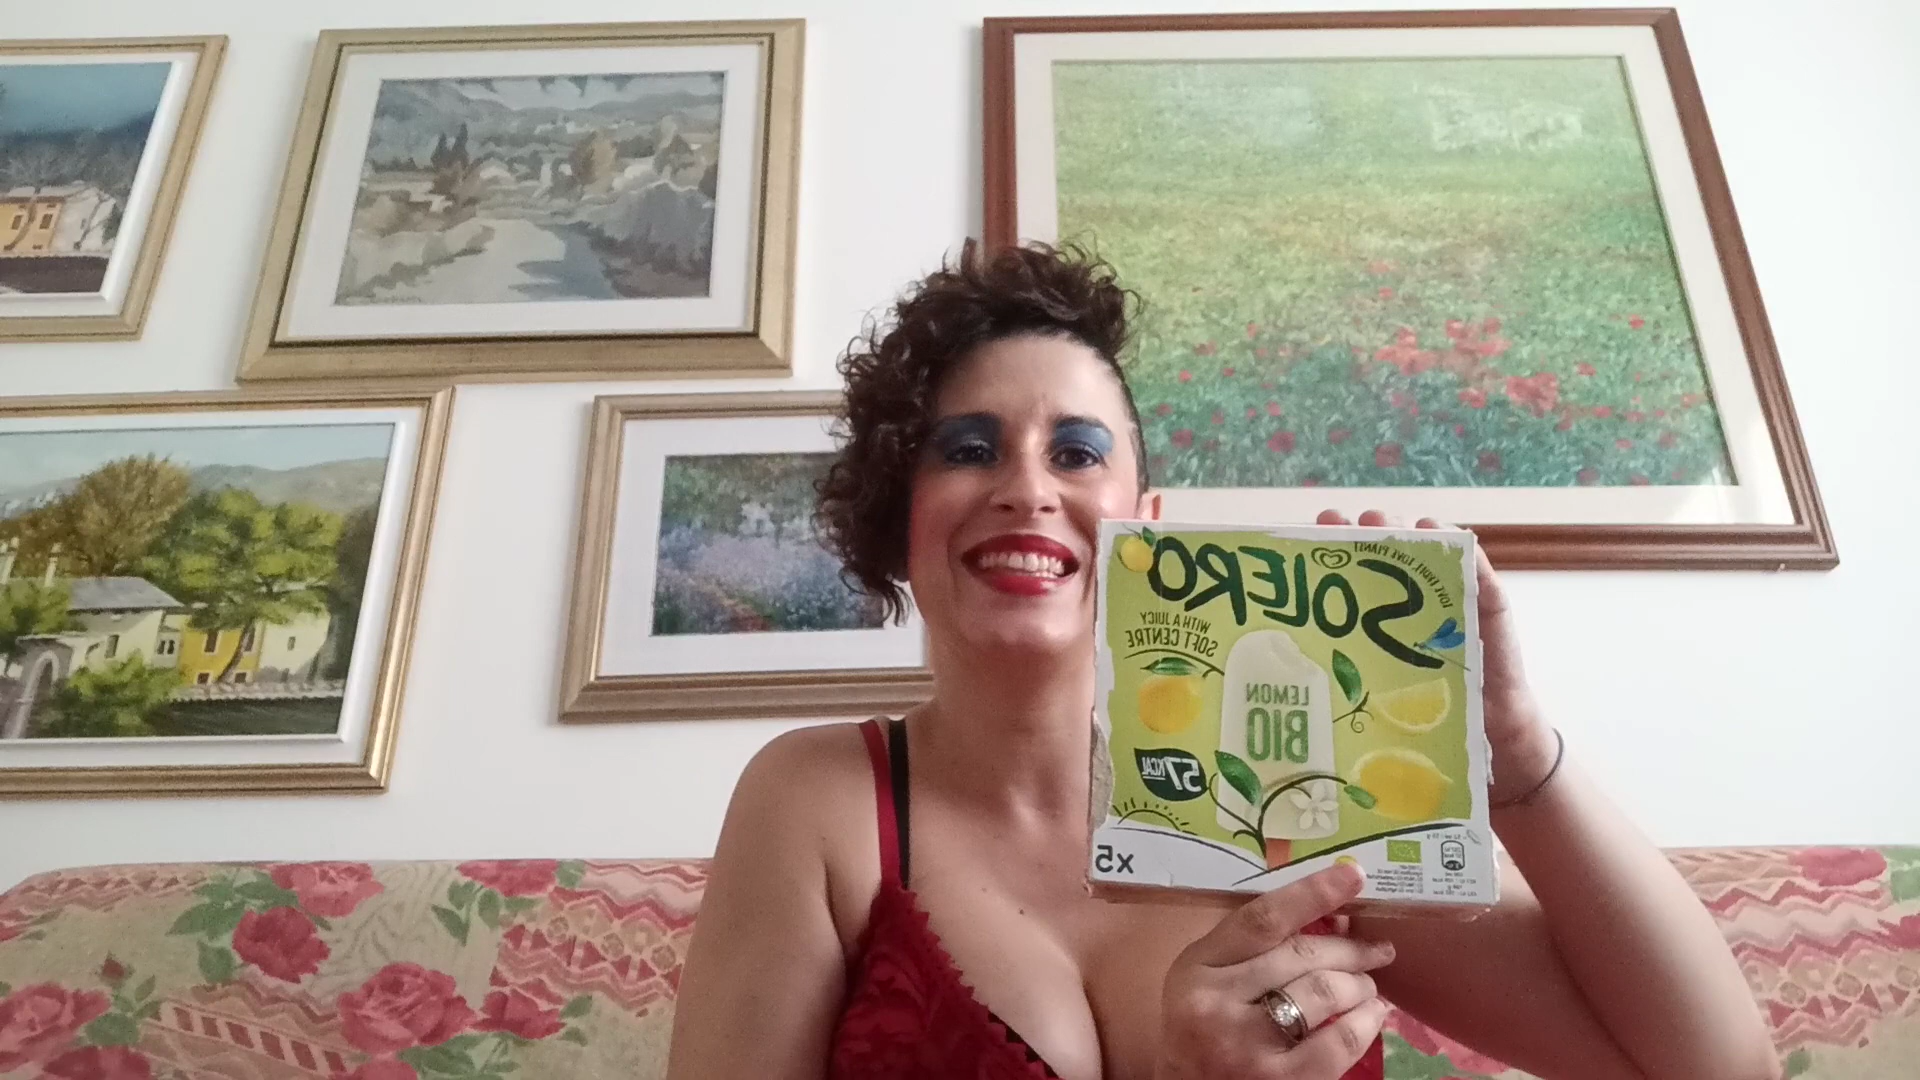 LOVE FRUIT, LOVE PLANET
SOLERO
WITH A JUICY
SOFT CENTRE
LEMON
BIO
57 KCAL
x5